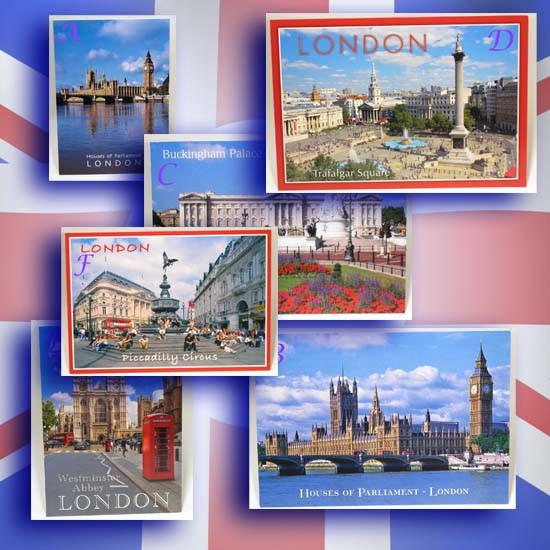 A
Houses of Parliament
LONDON
LONDON
D
Trafalgar Square
Buckingham Palace
C
LONDON
F
Piccadilly Circus
B
HOUSES OF PARLIAMENT - LONDON
Westminster
Abbey
LONDON